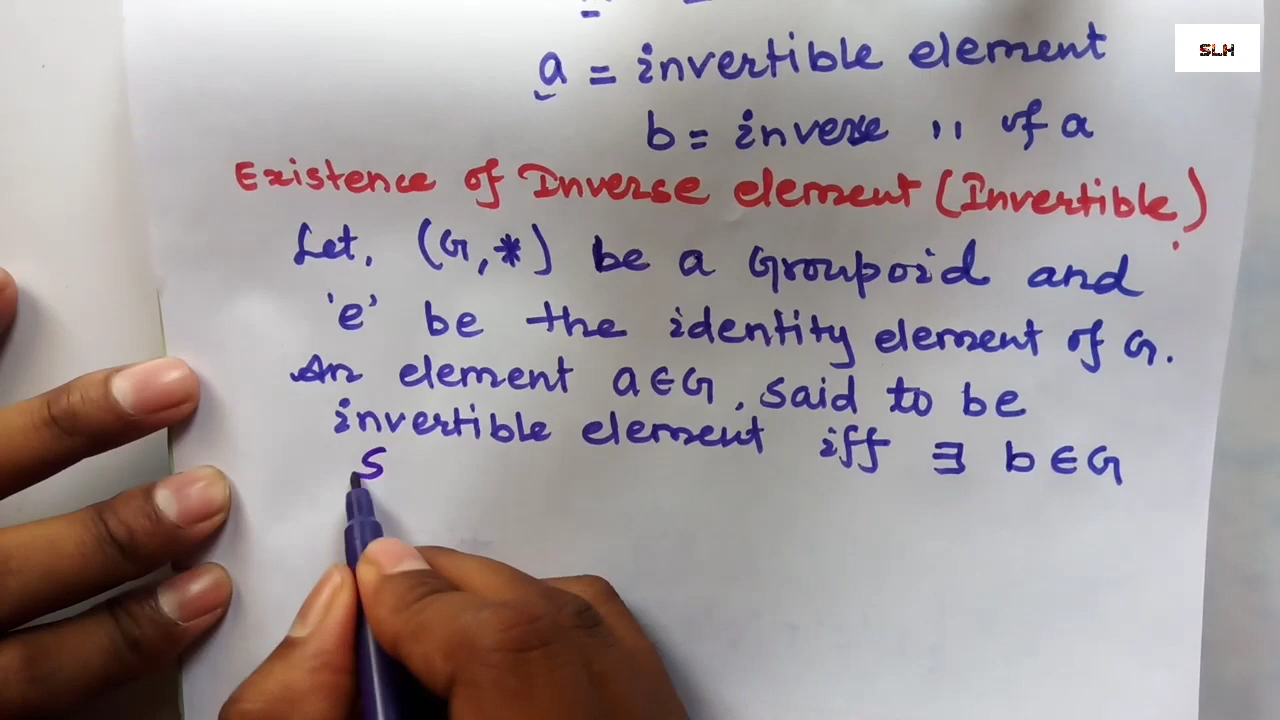 SLH
a = invertible element
b = inverse ,, of a
Existence of Inverse element (Invertible)
Let, (G, *) be a Groupoid and
'e' be the identity element of G.
An element a ∈ G, said to be
invertible element iff ∃ b ∈ G
S